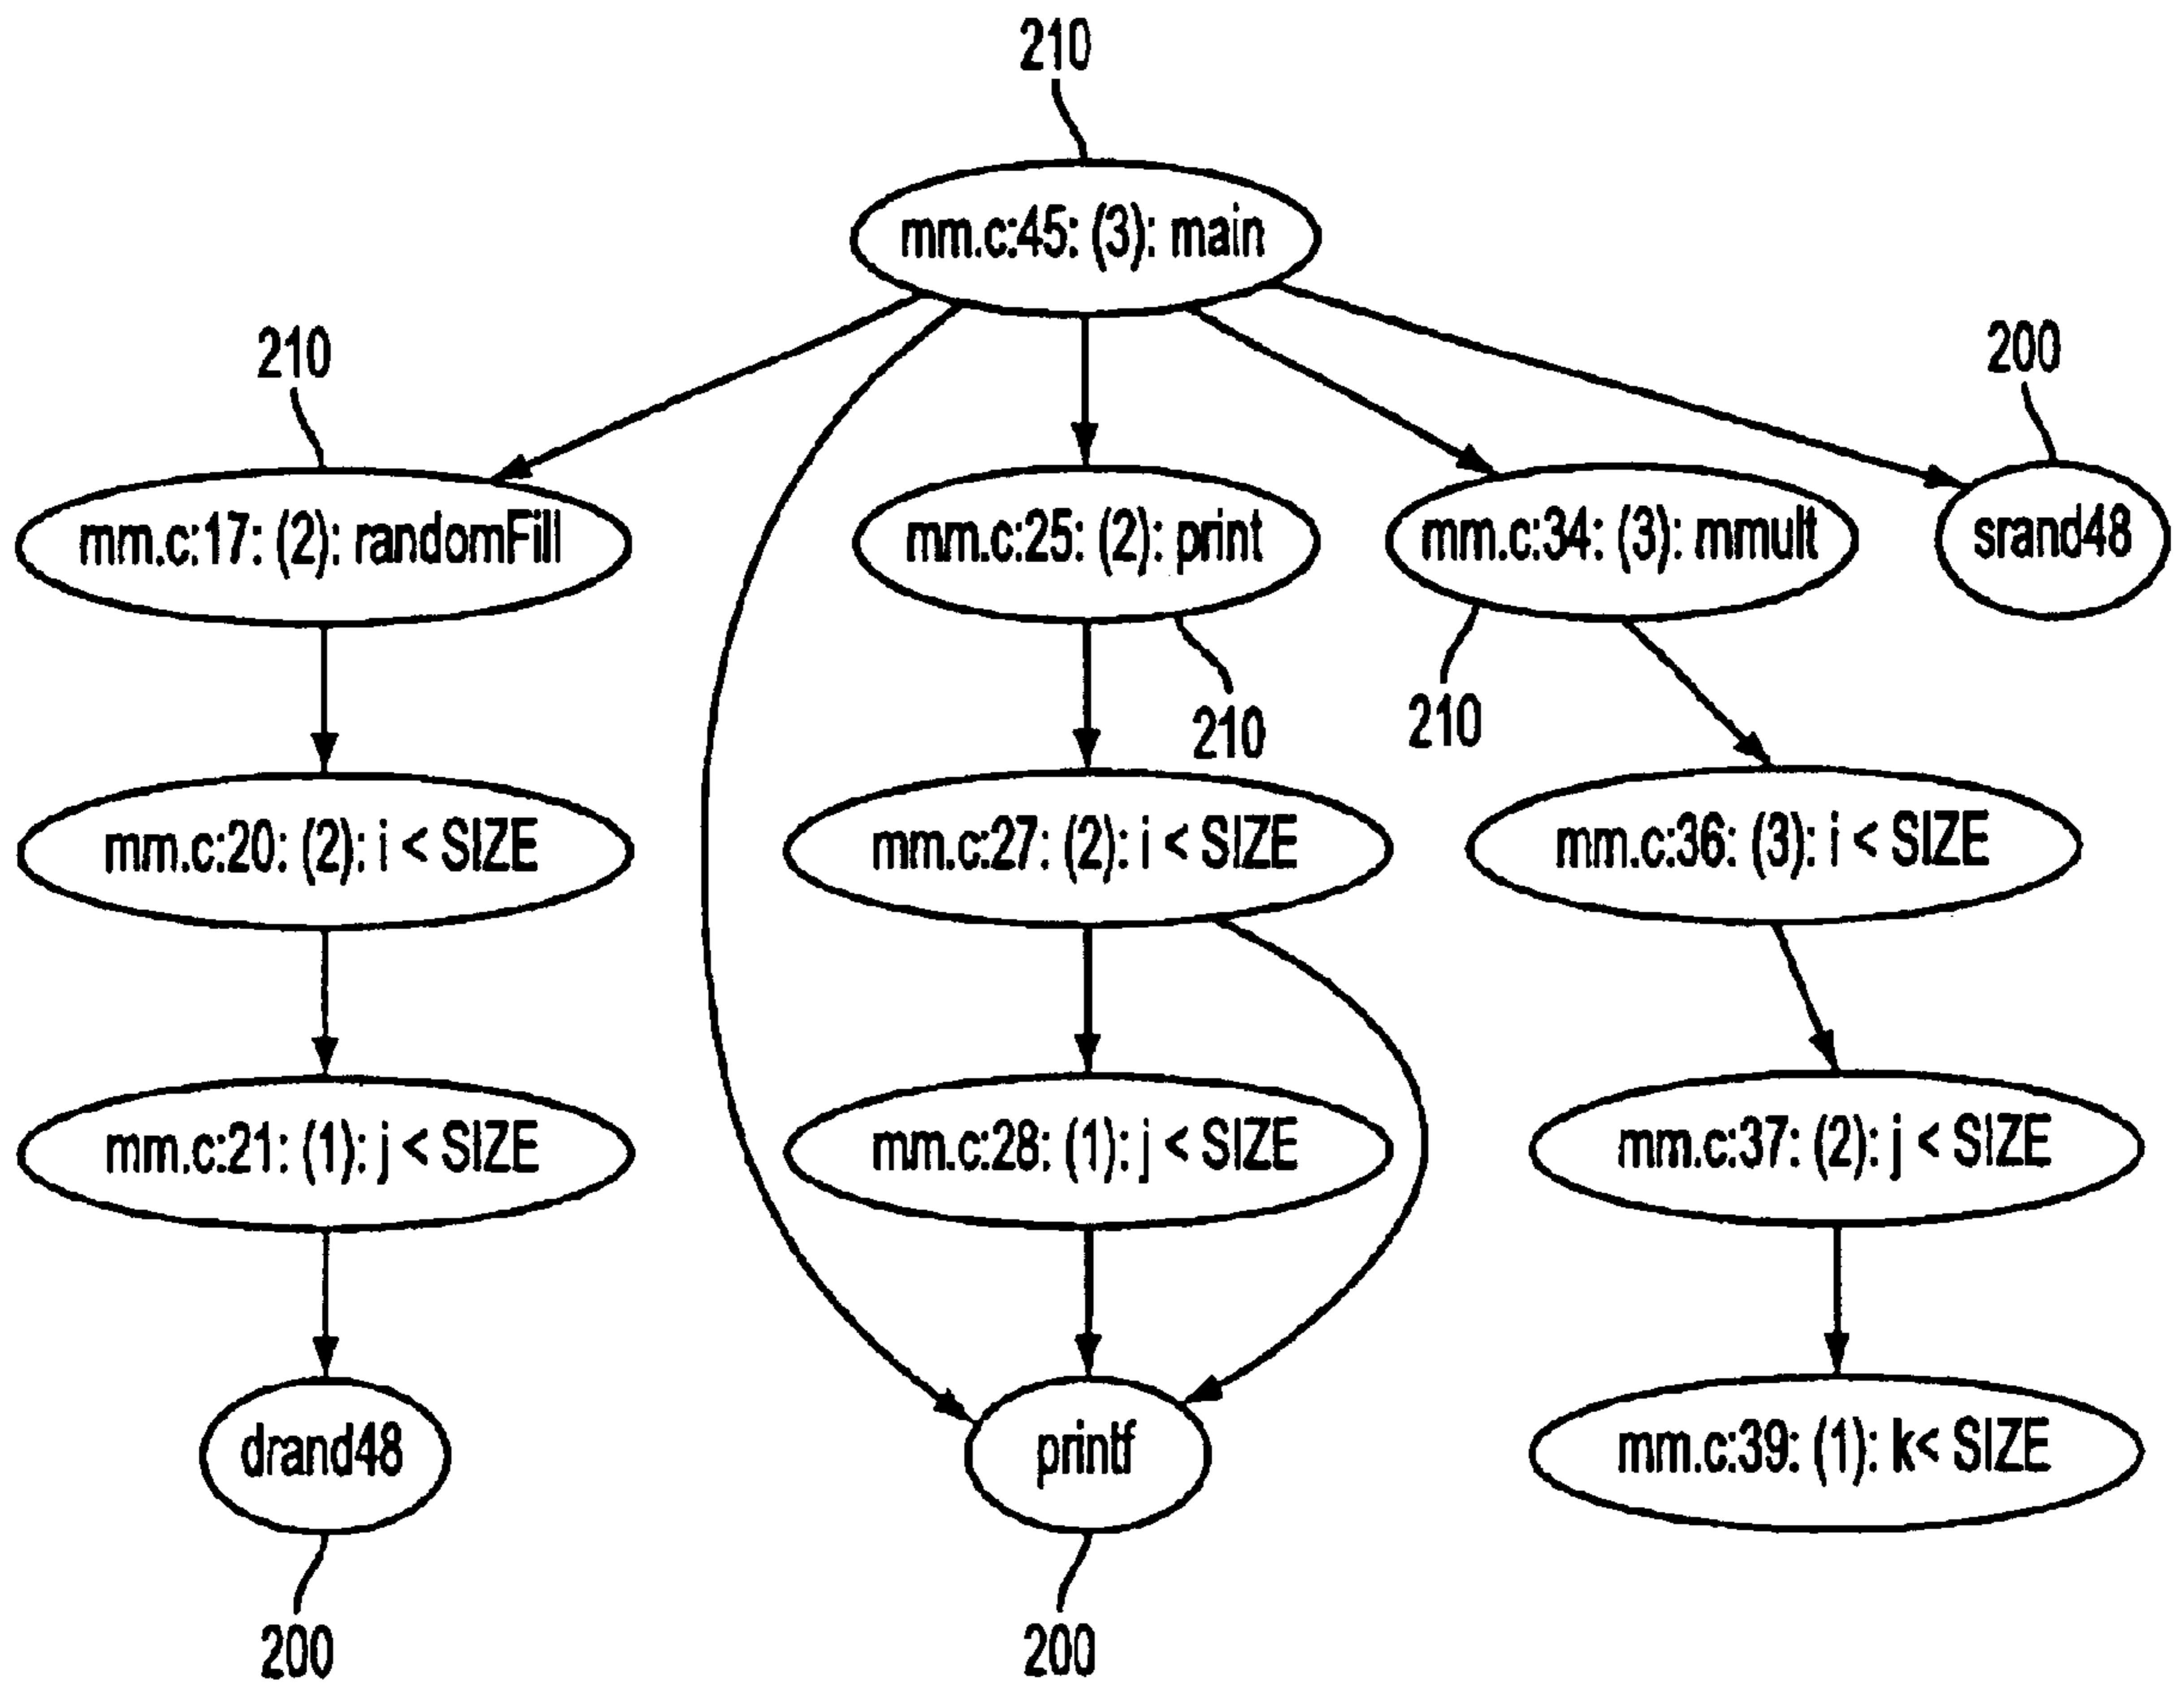 210
mm.c:45: (3): main
210
200
mm.c:17: (2): randomFill
mm.c:25: (2): print
mm.c:34: (3): mmult
srand48
210
210
mm.c:20: (2): i < SIZE
mm.c:27: (2): i < SIZE
mm.c:36: (3): i < SIZE
mm.c:21: (1): j < SIZE
mm.c:28: (1): j < SIZE
mm.c:37: (2): j < SIZE
drand48
printf
mm.c:39: (1): k< SIZE
200
200